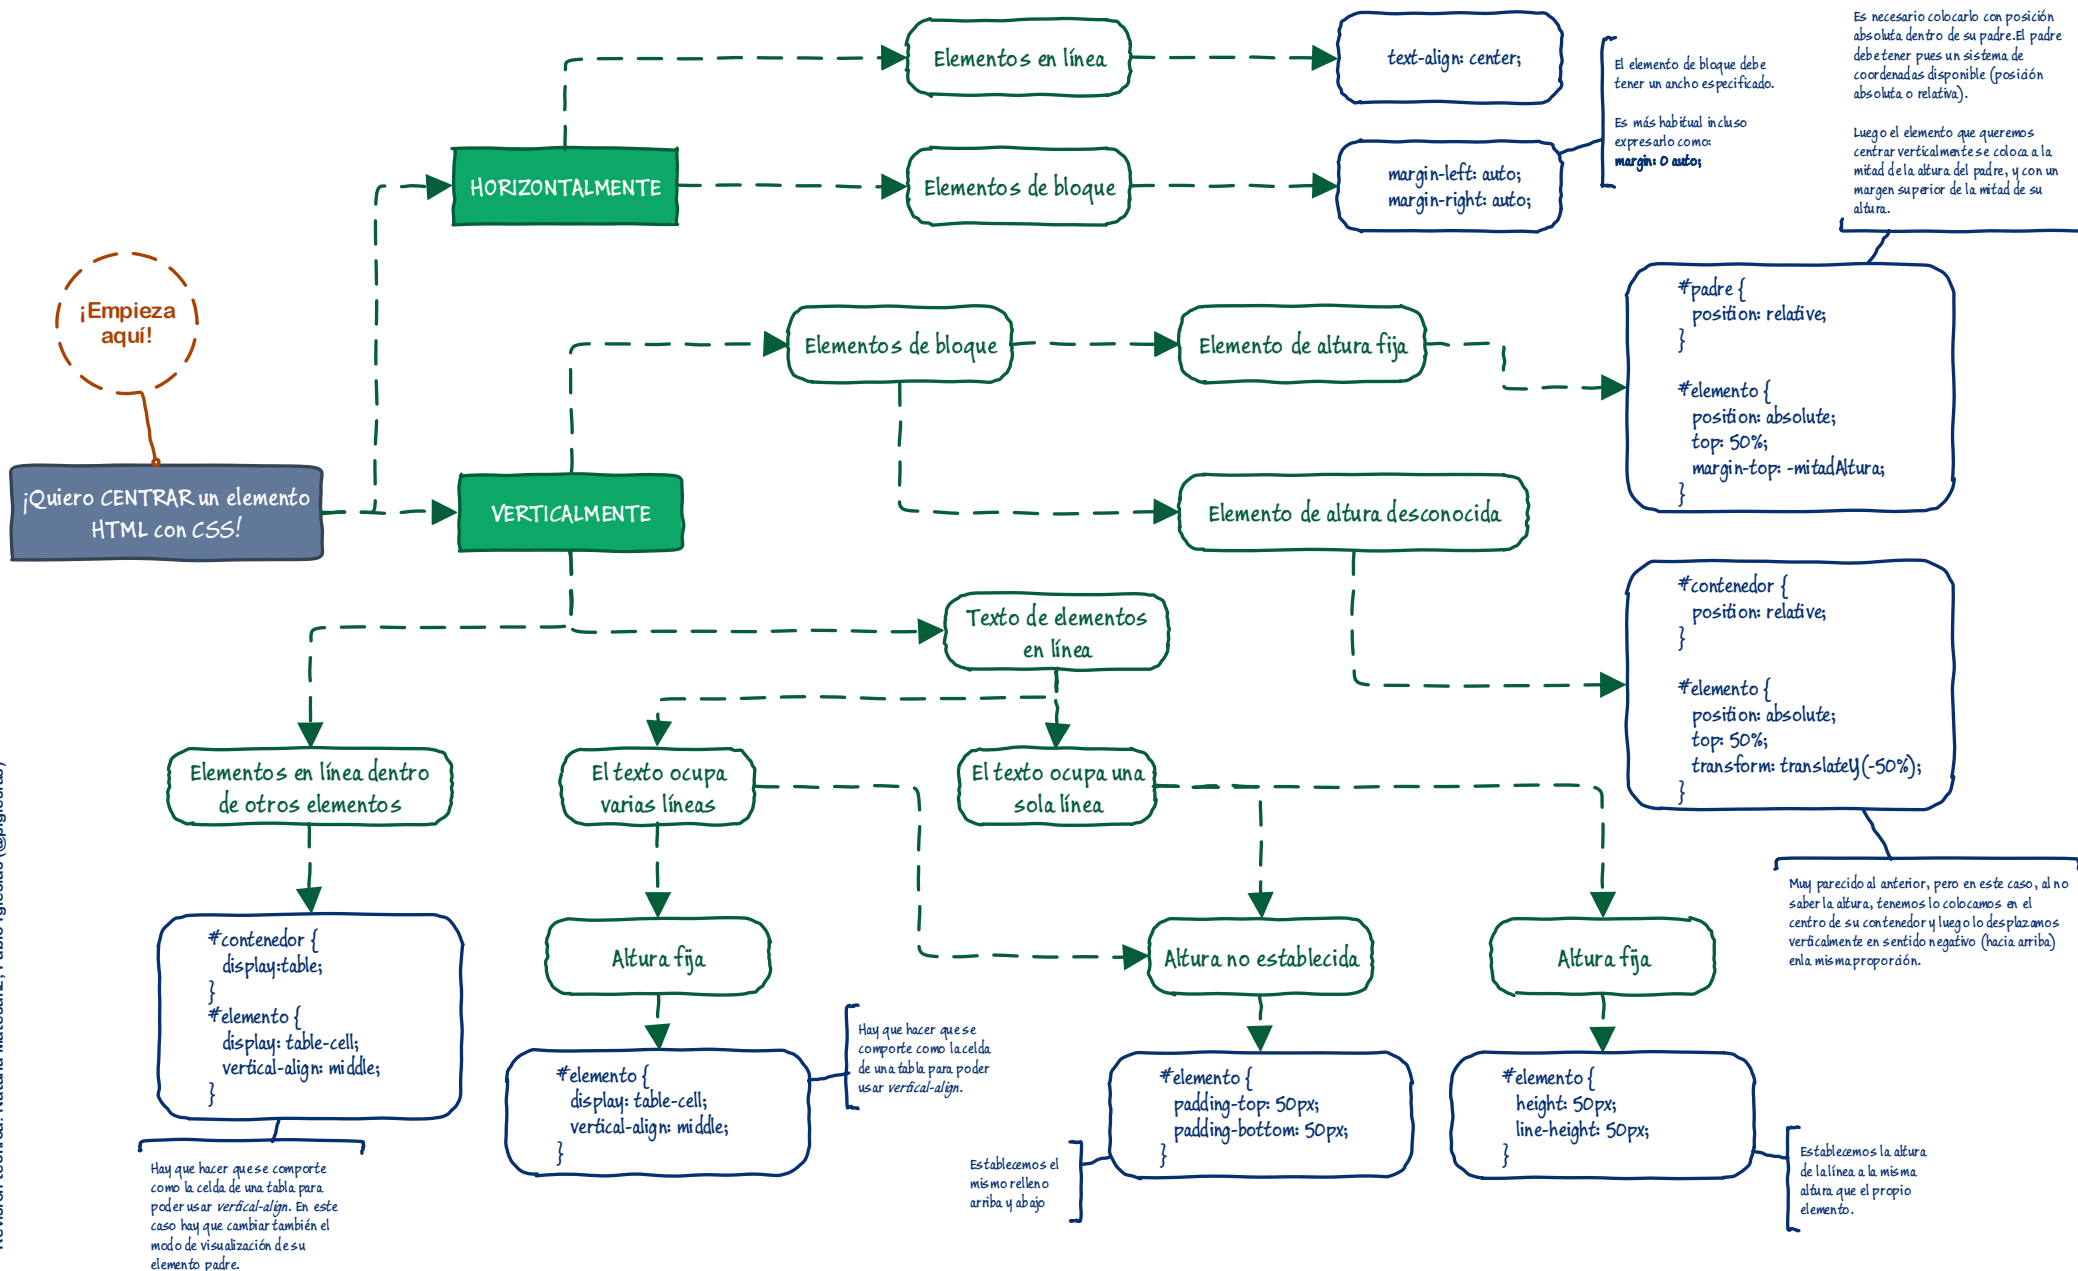 Elementos en línea
text-align: center;
El elemento de bloque debe
tener un ancho especificado.
Es más habitual incluso
expresarlo como:
margin: 0 auto;
Es necesario colocarlo con posición
absoluta dentro de su padre.El padre
debe tener pues un sistema de
coordenadas disponible (posición
absoluta o relativa).
Luego el elemento que queremos
centrar verticalmente se coloca a la
mitad de la altura del padre, y con un
margen superior de la mitad de su
altura.
HORIZONTALMENTE
Elementos de bloque
margin-left: auto;
margin-right: auto;
¡Empieza
aquí!
¡Quiero CENTRAR un elemento
HTML con CSS!
VERTICALMENTE
Elementos de bloque
Elemento de altura fija
#padre {
position: relative;
}
#elemento {
position: absolute;
top: 50%;
margin-top: -mitadAltura;
}
Elemento de altura desconocida
#contenedor {
position: relative;
}
#elemento {
position: absolute;
top: 50%;
transform: translateY(-50%);
}
Muy parecido al anterior, pero en este caso, al no
saber la altura, tenemos lo colocamos en el
centro de su contenedor y luego lo desplazamos
verticalmente en sentido negativo (hacia arriba)
enla misma proporción.
Texto de elementos
en línea
Elementos en línea dentro
de otros elementos
El texto ocupa
varias líneas
El texto ocupa una
sola línea
#contenedor {
display:table;
}
#elemento {
display: table-cell;
vertical-align: middle;
}
Hay que hacer que se comporte
como la celda de una tabla para
poder usar vertical-align. En este
caso hay que cambiar también el
modo de visualización de su
elemento padre.
Altura fija
Altura no establecida
Altura fija
#elemento {
display: table-cell;
vertical-align: middle;
}
Hay que hacer que se
comporte como la celda
de una tabla para poder
usar vertical-align.
#elemento {
padding-top: 50px;
padding-bottom: 50px;
}
Establecemos el
mismo relleno
arriba y abajo
#elemento {
height: 50px;
line-height: 50px;
}
Establecemos la altura
de la línea a la misma
altura que el propio
elemento.